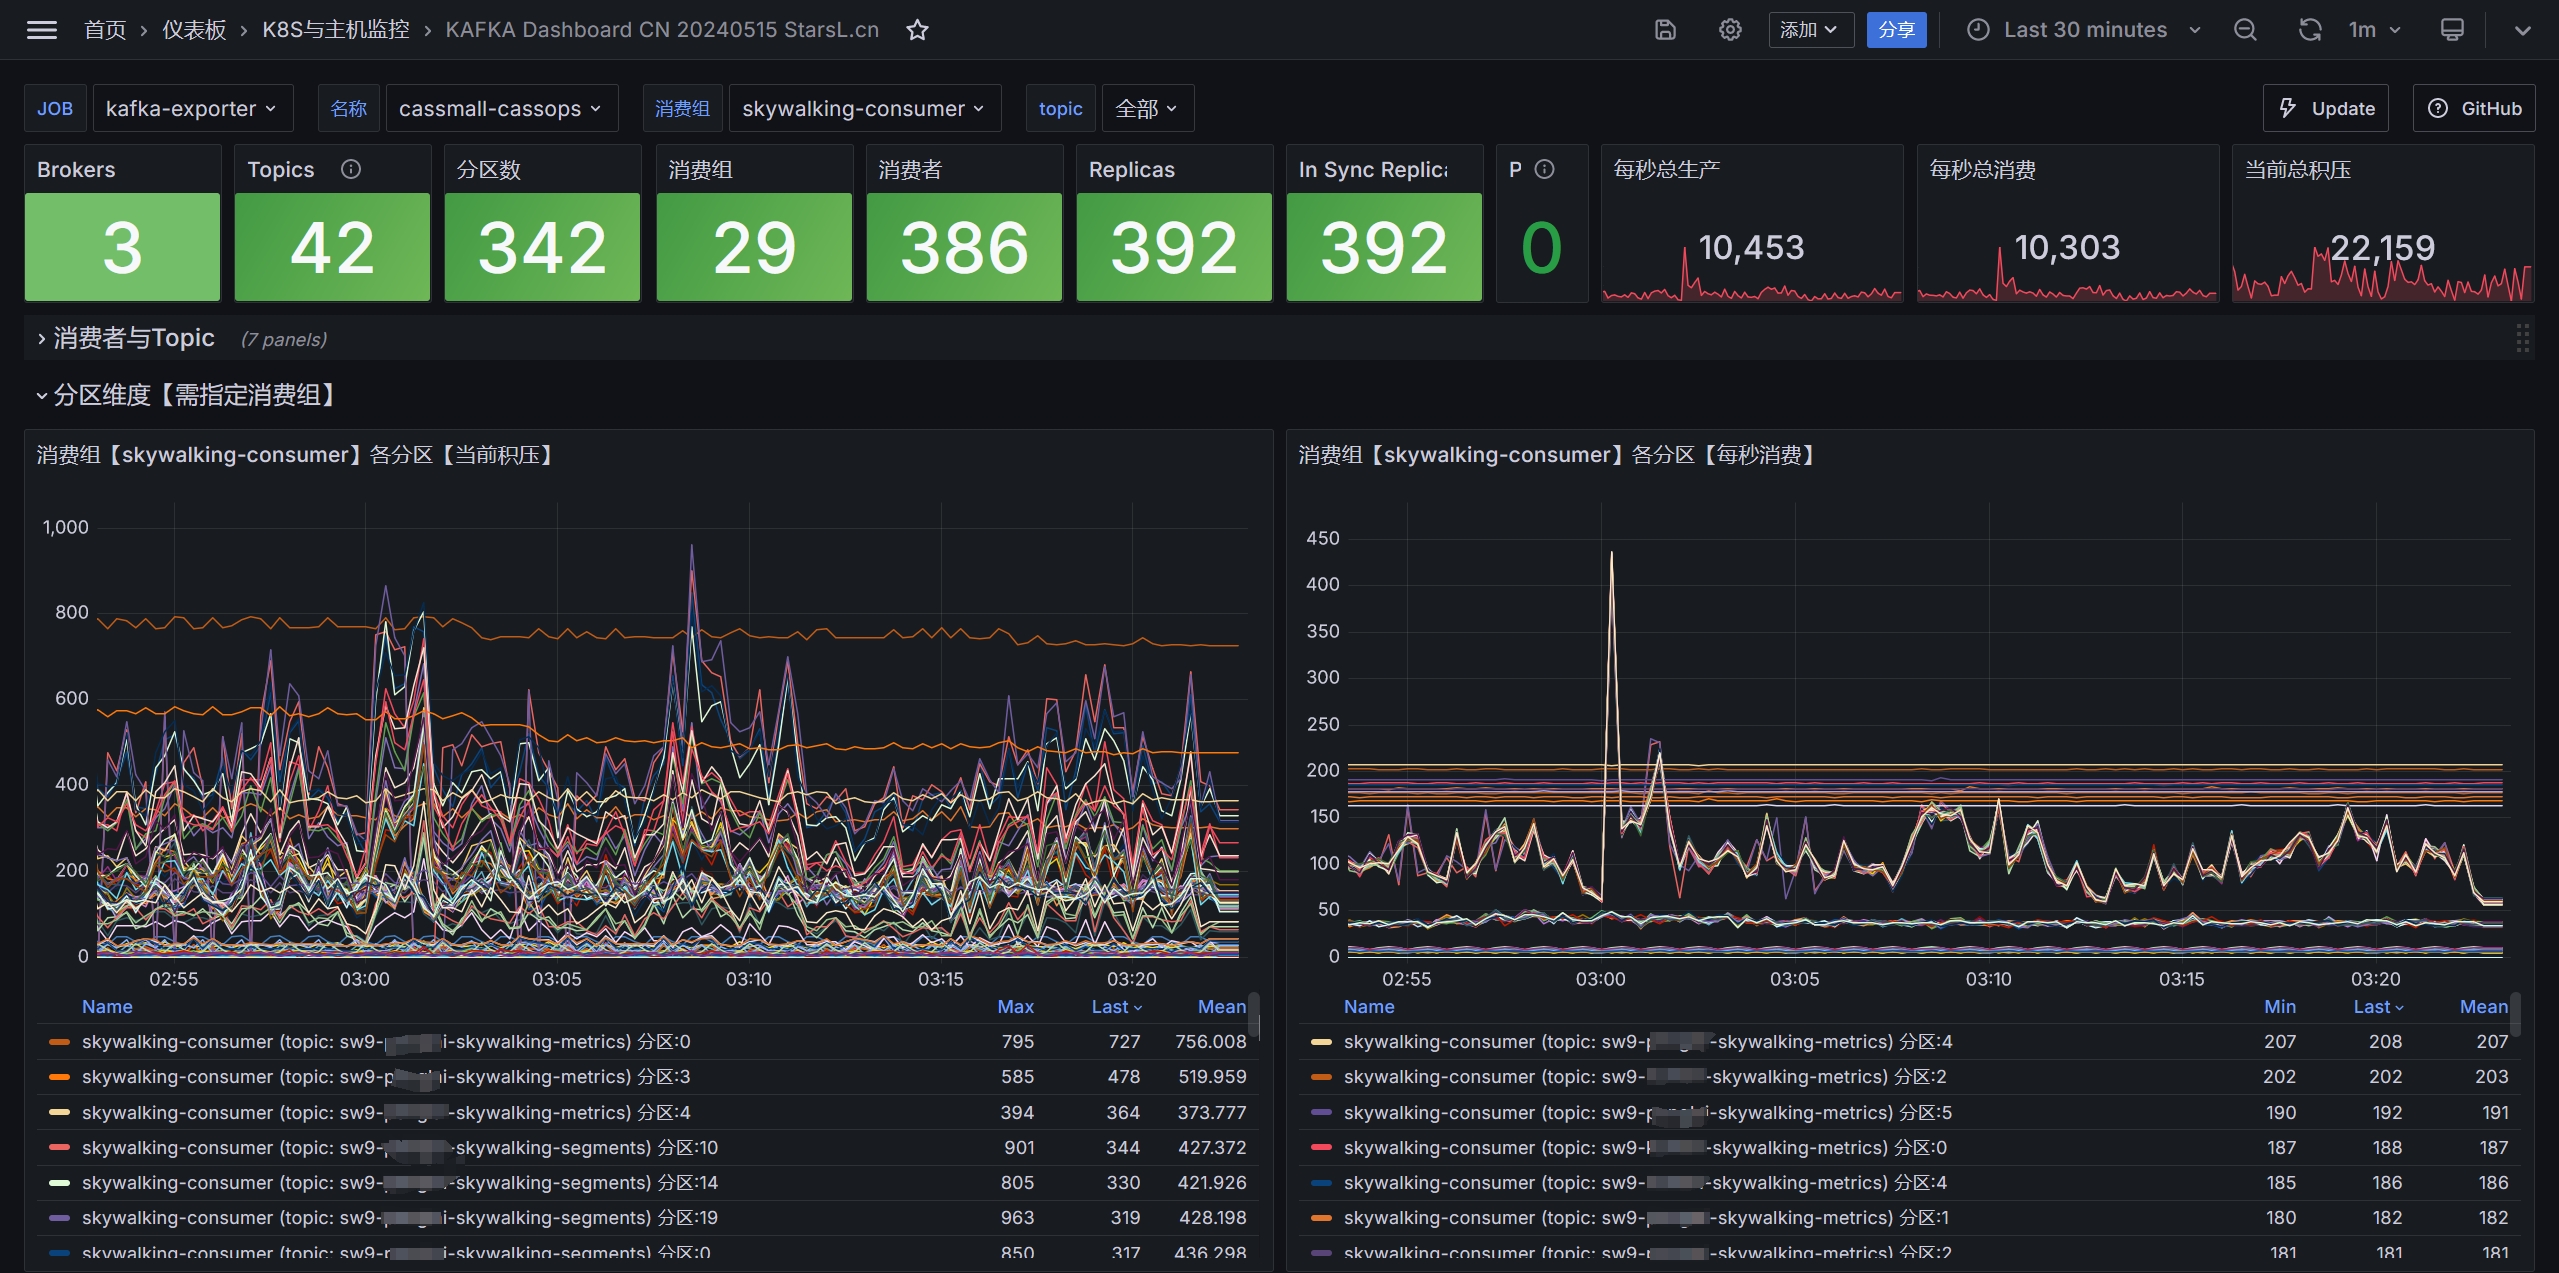 首页 › 仪表板 › K8S与主机监控 › KAFKA Dashboard CN 20240515 StarsL.cn 添加 分享 Last 30 minutes 1m
JOB kafka-exporter 名称 cassmall-cassops 消费组 skywalking-consumer topic 全部 Update GitHub
Brokers Topics 分区数 消费组 消费者 Replicas In Sync Replic P 每秒总生产 每秒总消费 当前总积压
3 42 342 29 386 392 392 0 10,453 10,303 22,159
消费者与Topic (7 panels)
分区维度【需指定消费组】
消费组【skywalking-consumer】各分区【当前积压】
1,000
800
600
400
200
0
02:55 03:00 03:05 03:10 03:15 03:20
Name Max Last Mean
skywalking-consumer (topic: sw9- i-skywalking-metrics) 分区:0 795 727 756.008
skywalking-consumer (topic: sw9-p i-skywalking-metrics) 分区:3 585 478 519.959
skywalking-consumer (topic: sw9- -skywalking-metrics) 分区:4 394 364 373.777
skywalking-consumer (topic: sw9- -skywalking-segments) 分区:10 901 344 427.372
skywalking-consumer (topic: sw9- -skywalking-segments) 分区:14 805 330 421.926
skywalking-consumer (topic: sw9- i-skywalking-segments) 分区:19 963 319 428.198
skywalking-consumer (topic: sw9- i-skywalking-segments) 分区:0 850 317 436.298
消费组【skywalking-consumer】各分区【每秒消费】
450
400
350
300
250
200
150
100
50
0
02:55 03:00 03:05 03:10 03:15 03:20
Name Min Last Mean
skywalking-consumer (topic: sw9- -skywalking-metrics) 分区:4 207 208 207
skywalking-consumer (topic: sw9- -skywalking-metrics) 分区:2 202 202 203
skywalking-consumer (topic: sw9-p i-skywalking-metrics) 分区:5 190 192 191
skywalking-consumer (topic: sw9- -skywalking-metrics) 分区:0 187 188 187
skywalking-consumer (topic: sw9- -skywalking-metrics) 分区:4 185 186 186
skywalking-consumer (topic: sw9- -skywalking-metrics) 分区:1 180 182 182
skywalking-consumer (topic: sw9- -skywalking-metrics) 分区:2 181 181 181